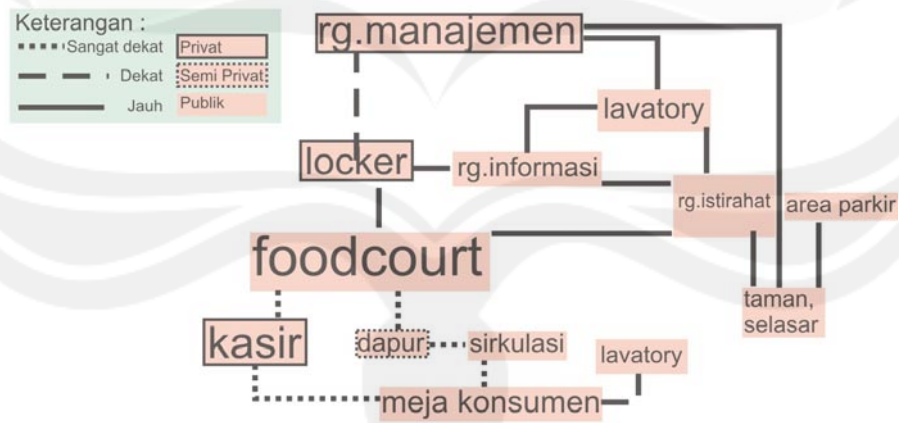 Keterangan :
Sangat dekat
Privat
Dekat
Semi Privat
Jauh
Publik
rg.manajemen
lavatory
locker
rg.informasi
rg.istirahat
area parkir
foodcourt
taman,
selasar
kasir
dapur
sirkulasi
lavatory
meja konsumen